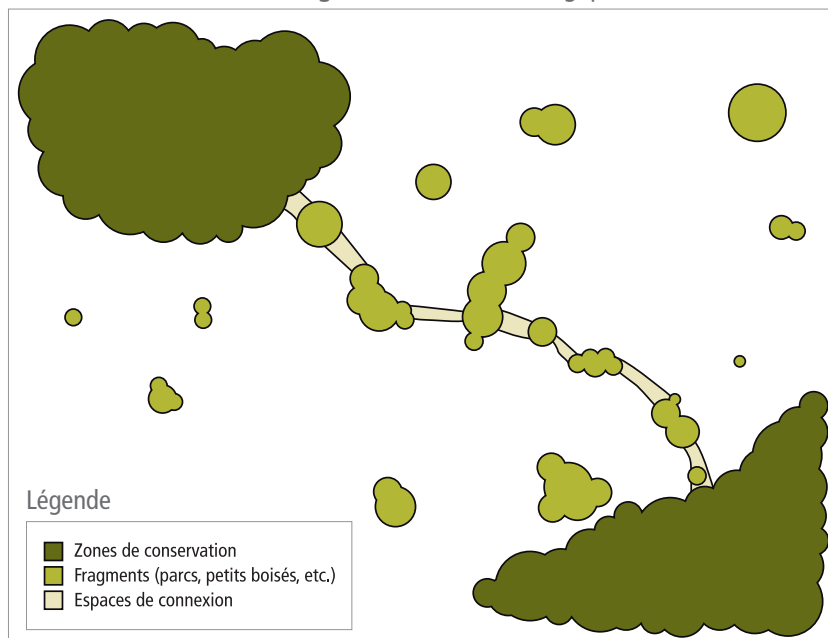 Légende
Zones de conservation
Fragments (parcs, petits boisés, etc.)
Espaces de connexion